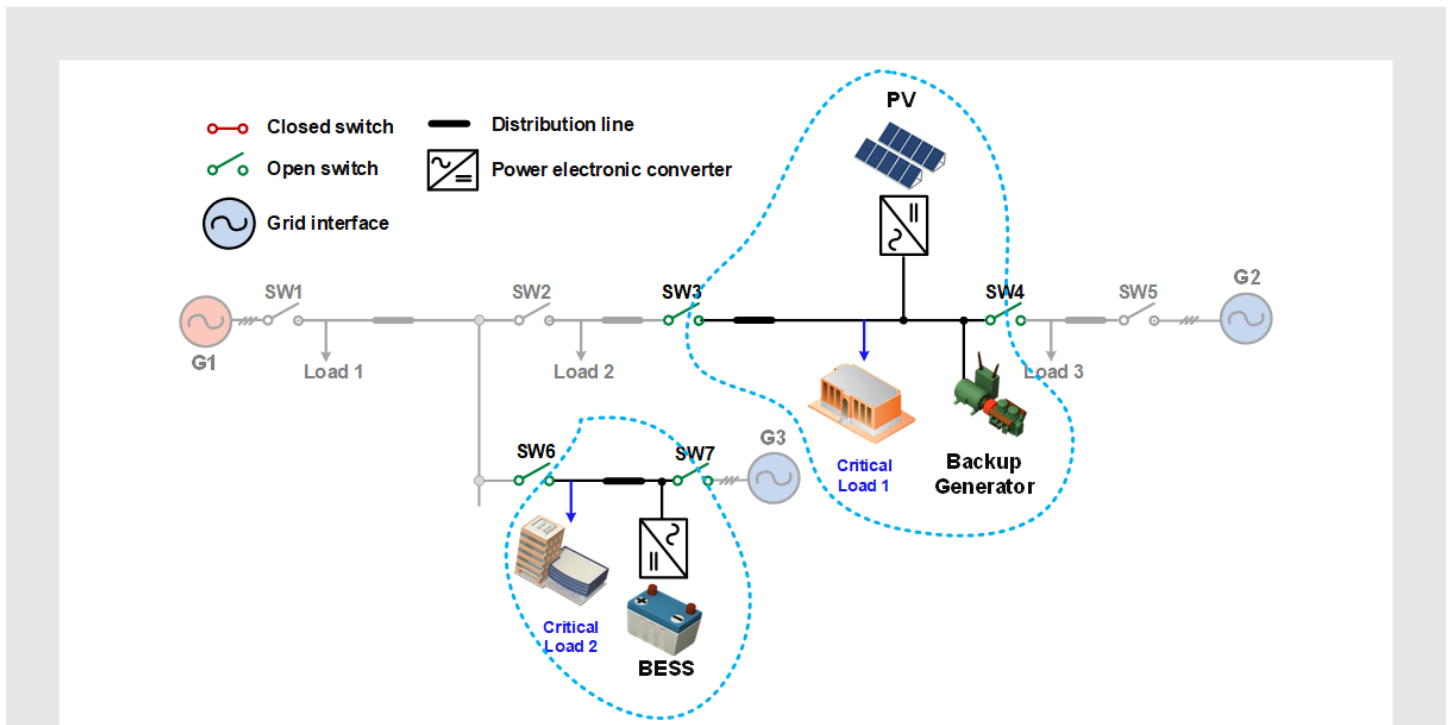 PV
Closed switch
Distribution line
Open switch
Power electronic converter
Grid interface
SW1
SW2
SW3
SW4
SW5
G2
G1
Load 1
Load 2
Load 3
SW6
SW7
G3
Critical
Load 1
Backup
Generator
Critical
Load 2
BESS